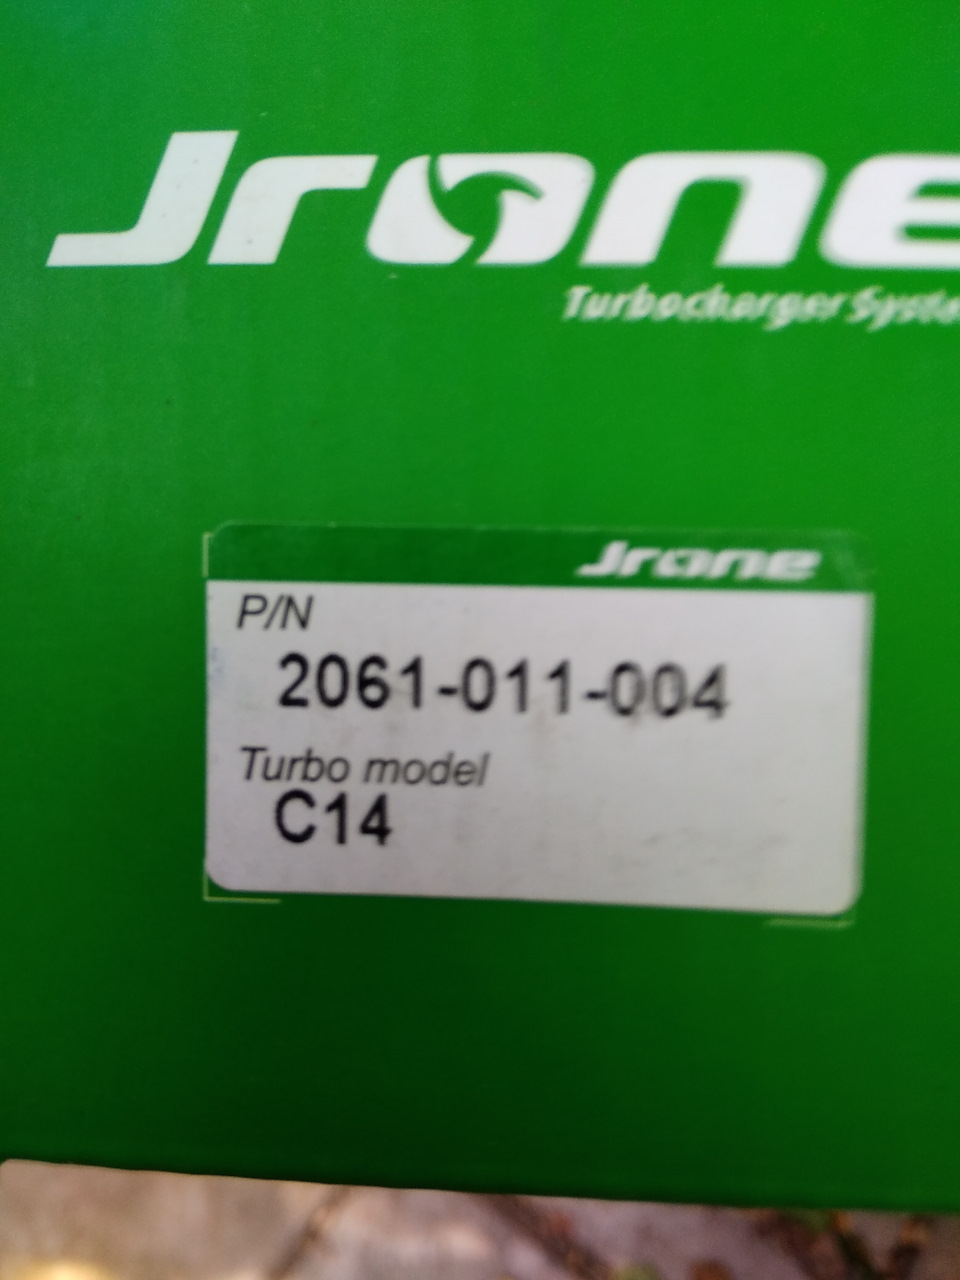 Jrone
Turbocharger Syste
Jrone
P/N
2061-011-004
Turbo model
C14